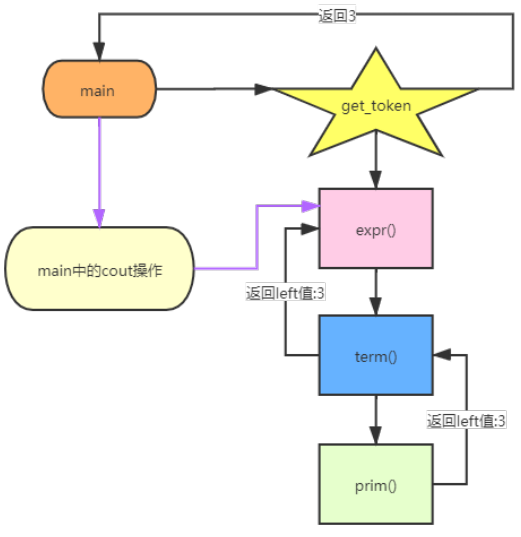 返回3
main
get_token
expr()
main中的cout操作
返回left值:3
term()
返回left值:3
prim()